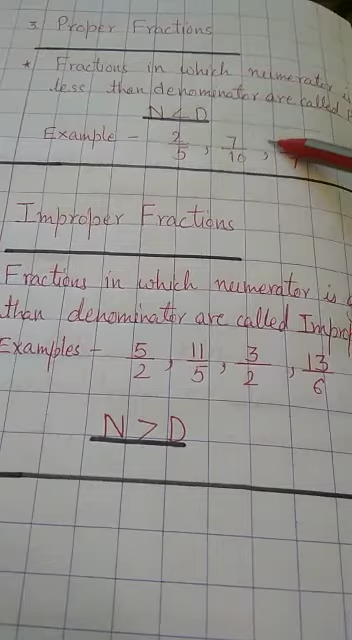 3. Proper Fractions
* Fractions in which numerator is
less than denominator are called
N < D
Example - 2/5, 7/10,
Improper Fractions
Fractions in which numerator is
than denominator are called Improp
Examples - 5/2, 11/5, 3/2, 13/6
N > D